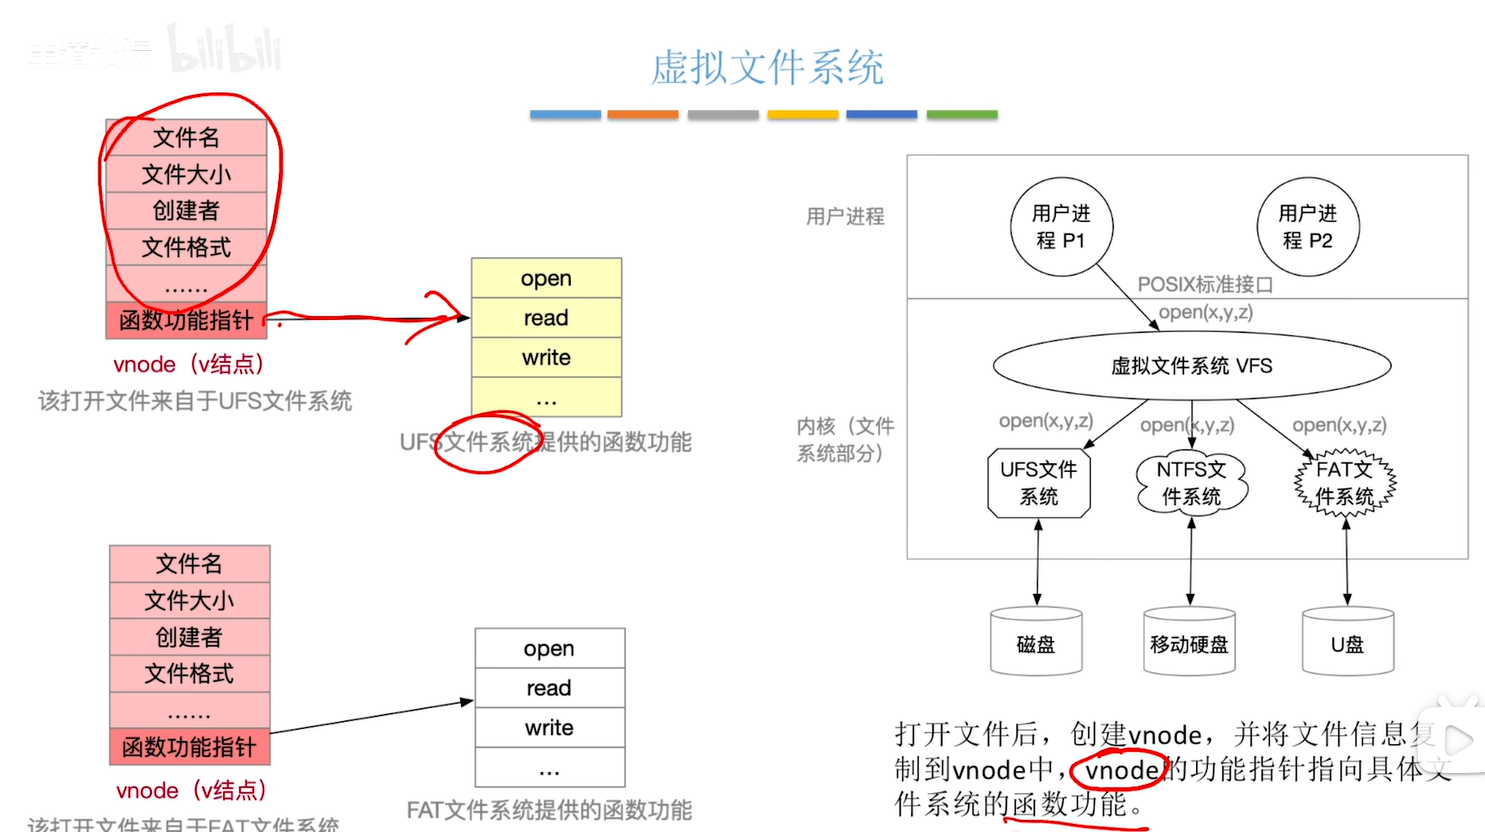 bilibili
虚拟文件系统
文件名
文件大小
创建者
文件格式
……
函数功能指针
vnode（v结点）
该打开文件来自于UFS文件系统
open
read
write
...
UFS文件系统提供的函数功能
文件名
文件大小
创建者
文件格式
……
函数功能指针
vnode（v结点）
该打开文件来自于FAT文件系统
open
read
write
...
FAT文件系统提供的函数功能
用户进程
用户进
程 P1
用户进
程 P2
POSIX标准接口
open(x,y,z)
虚拟文件系统 VFS
内核（文件
系统部分）
open(x,y,z)
open(x,y,z)
open(x,y,z)
UFS文件
系统
NTFS文
件系统
FAT文
件系统
磁盘
移动硬盘
U盘
打开文件后，创建vnode，并将文件信息复
制到vnode中，vnode的功能指针指向具体文
件系统的函数功能。